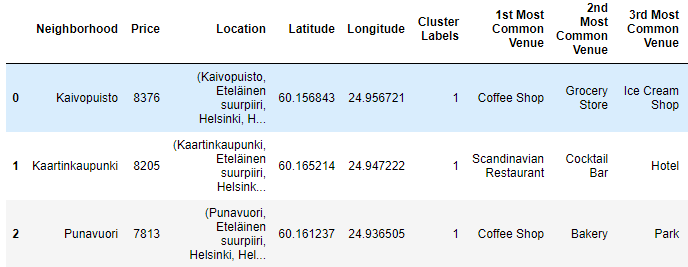 Neighborhood Price Location Latitude Longitude Cluster Labels 1st Most Common Venue 2nd Most Common Venue 3rd Most Common Venue
0 Kaivopuisto 8376 (Kaivopuisto, Eteläinen suurpiiri, Helsinki, H... 60.156843 24.956721 1 Coffee Shop Grocery Store Ice Cream Shop
1 Kaartinkaupunki 8205 (Kaartinkaupunki, Eteläinen suurpiiri, Helsink... 60.165214 24.947222 1 Scandinavian Restaurant Cocktail Bar Hotel
2 Punavuori 7813 (Punavuori, Eteläinen suurpiiri, Helsinki, Hel... 60.161237 24.936505 1 Coffee Shop Bakery Park